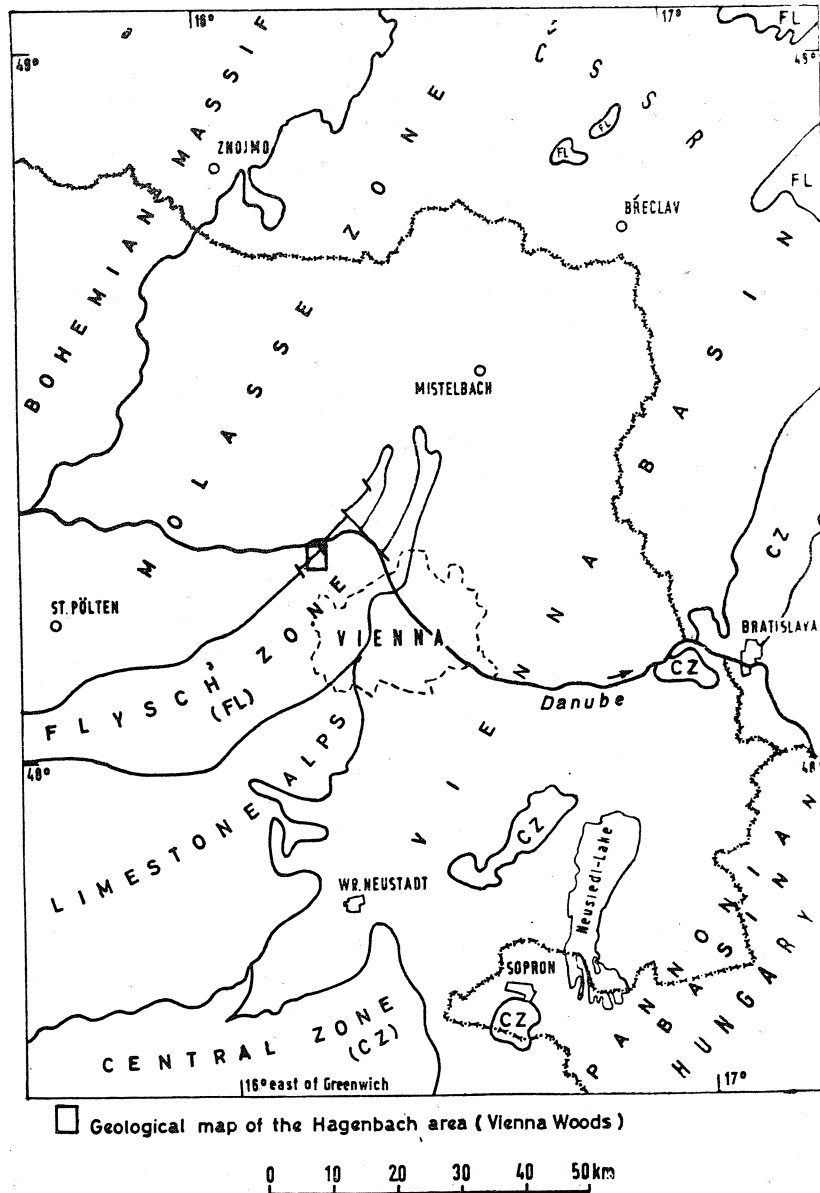 16°
17°
FL
49°
49°
ČSSR
BOHEMIAN MASSIF
ZNOJMO
MOLASSE ZONE
FL
FL
FL
BŘECLAV
VIENNA BASIN
MISTELBACH
CZ
ST. PÖLTEN
VIENNA
BRATISLAVA
CZ
FLYSCH ZONE
(FL)
Danube
48°
48°
LIMESTONE ALPS
CZ
Neusiedl-Lake
WR. NEUSTADT
PANNONIAN
BASIN
HUNGARY
SOPRON
CZ
CENTRAL ZONE
(CZ)
16° east of Greenwich
17°
Geological map of the Hagenbach area ( Vienna Woods )
0 10 20 30 40 50 km